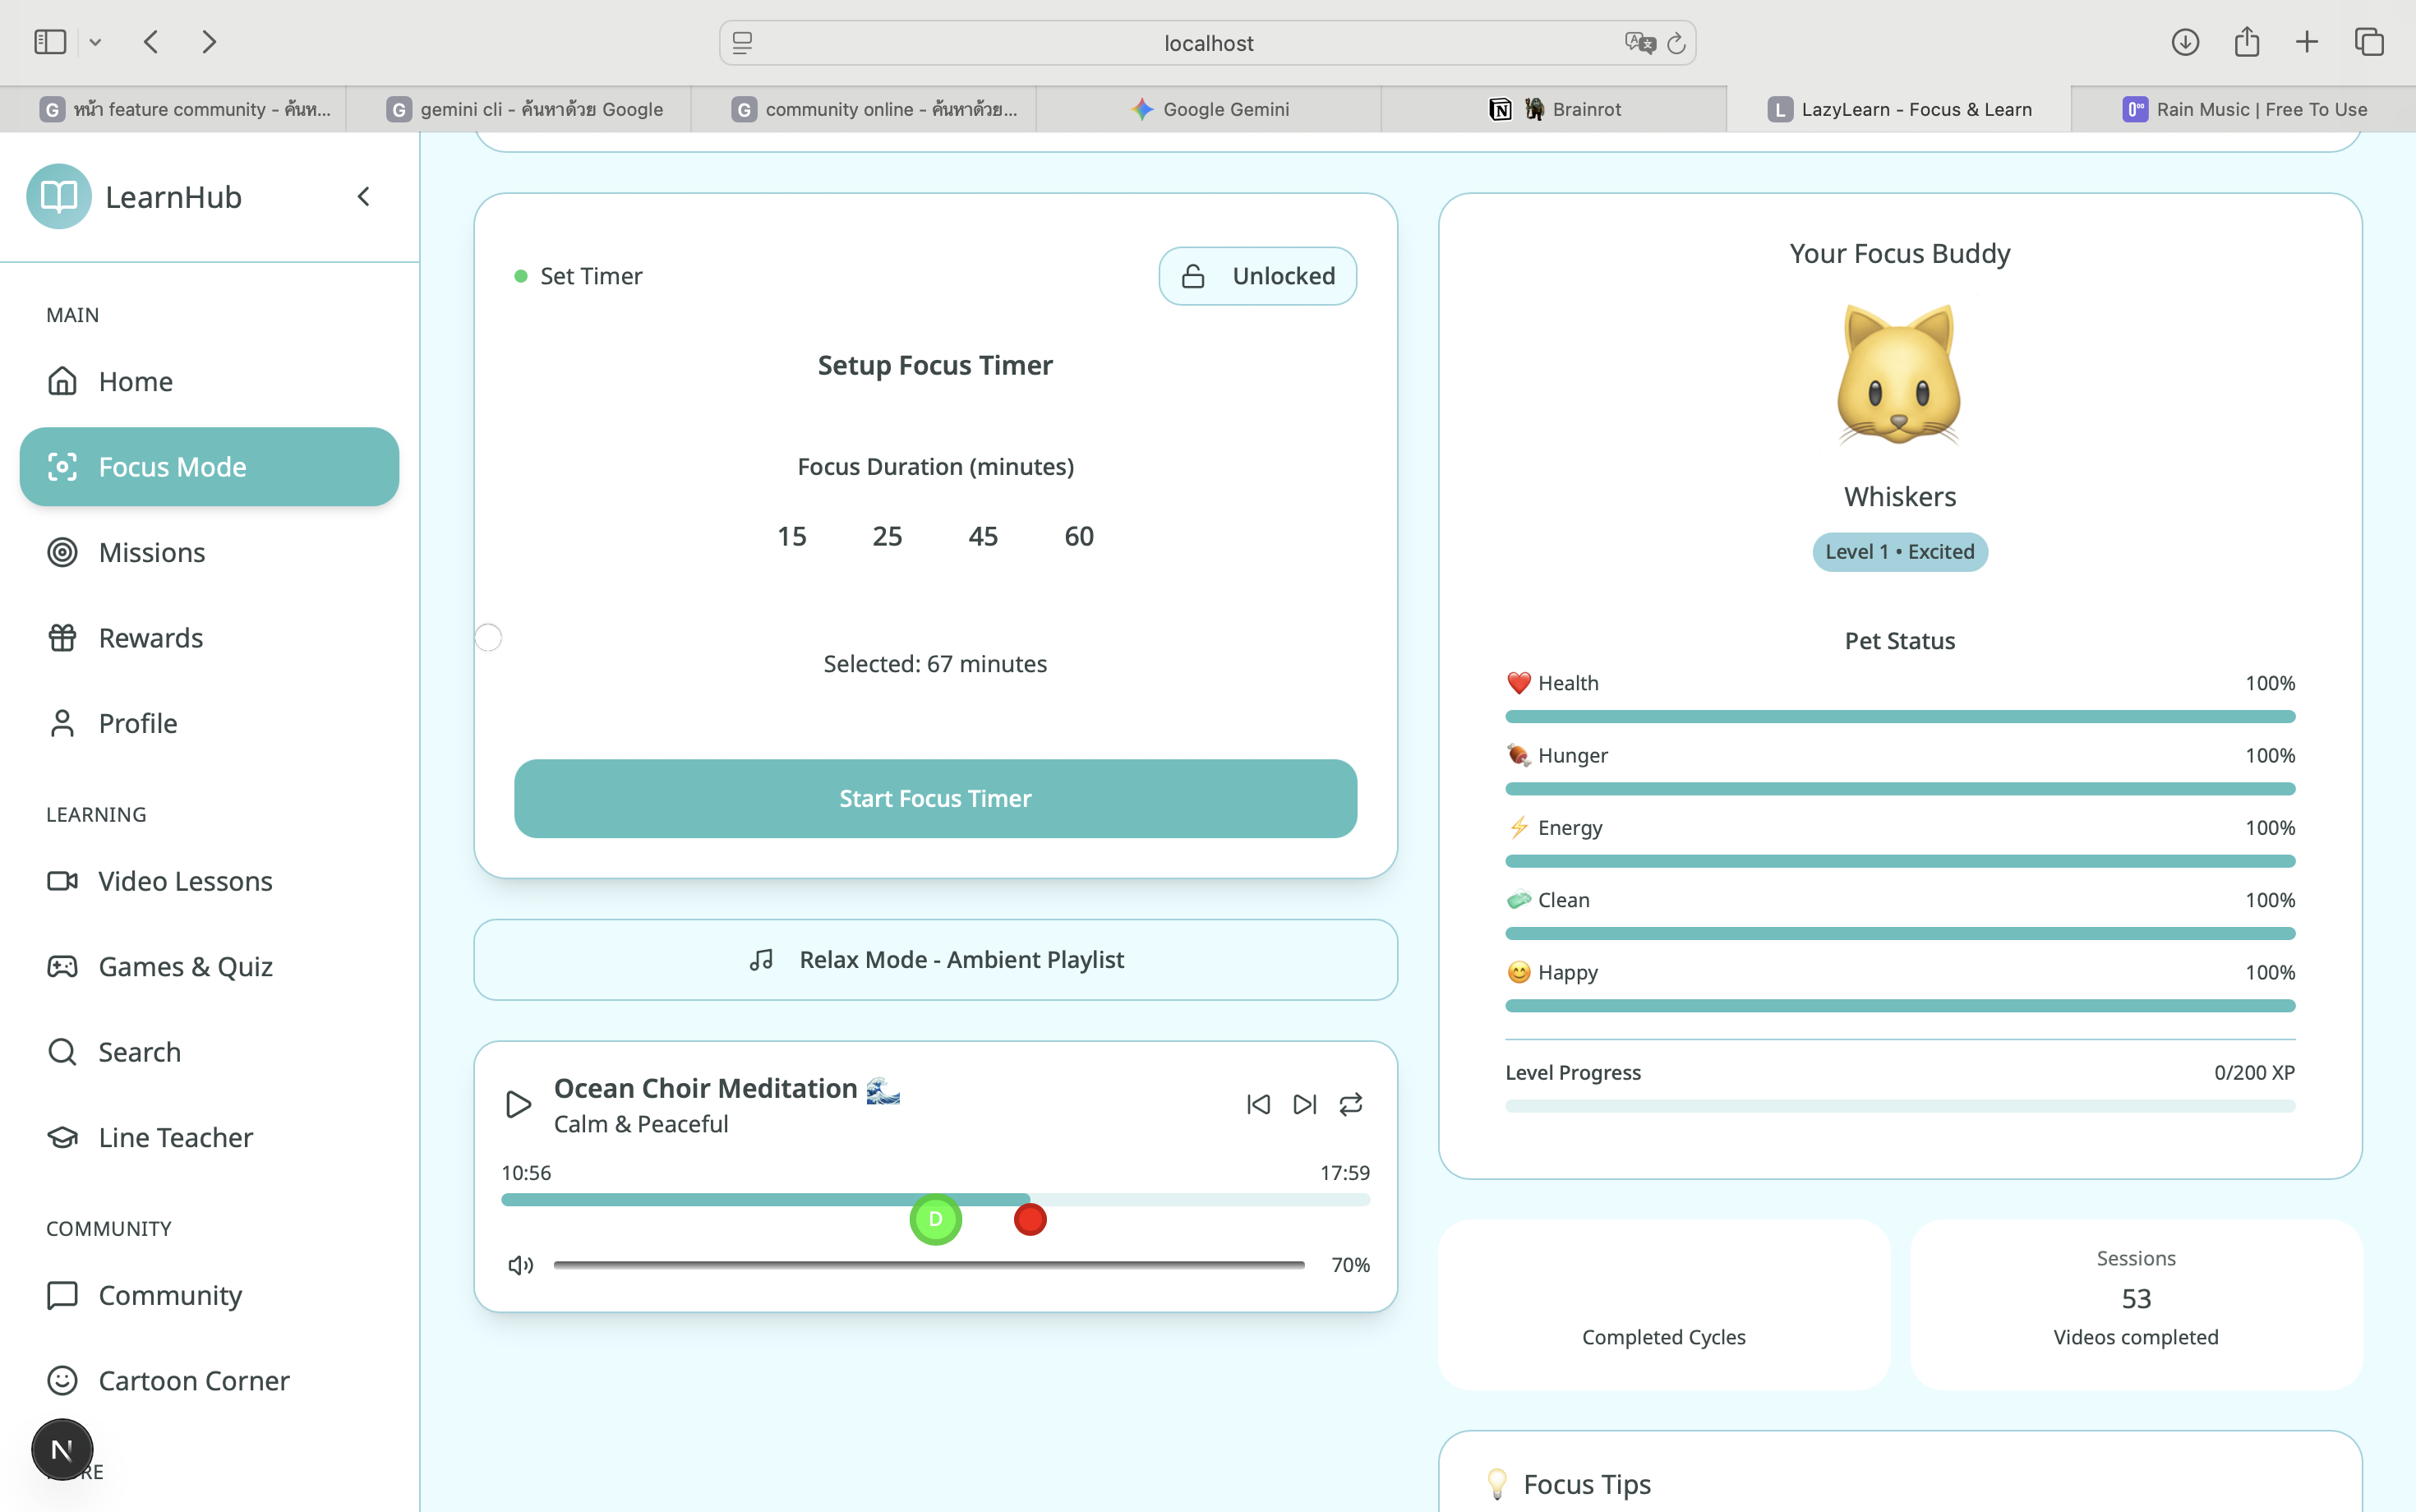 localhost
หน้า feature community - ค้นห...
gemini cli - ค้นหาด้วย Google
community online - ค้นหาด้วย...
Google Gemini
Brainrot
LazyLearn - Focus & Learn
Rain Music | Free To Use
LearnHub
MAIN
Home
Focus Mode
Missions
Rewards
Profile
LEARNING
Video Lessons
Games & Quiz
Search
Line Teacher
COMMUNITY
Community
Cartoon Corner
N
Set Timer
Unlocked
Setup Focus Timer
Focus Duration (minutes)
15 25 45 60
Selected: 67 minutes
Start Focus Timer
Relax Mode - Ambient Playlist
Ocean Choir Meditation 🌊
Calm & Peaceful
10:56 17:59
D
70%
Your Focus Buddy
Whiskers
Level 1 • Excited
Pet Status
❤️ Health 100%
🍖 Hunger 100%
⚡ Energy 100%
🧼 Clean 100%
😊 Happy 100%
Level Progress 0/200 XP
Completed Cycles
Sessions
53
Videos completed
💡 Focus Tips